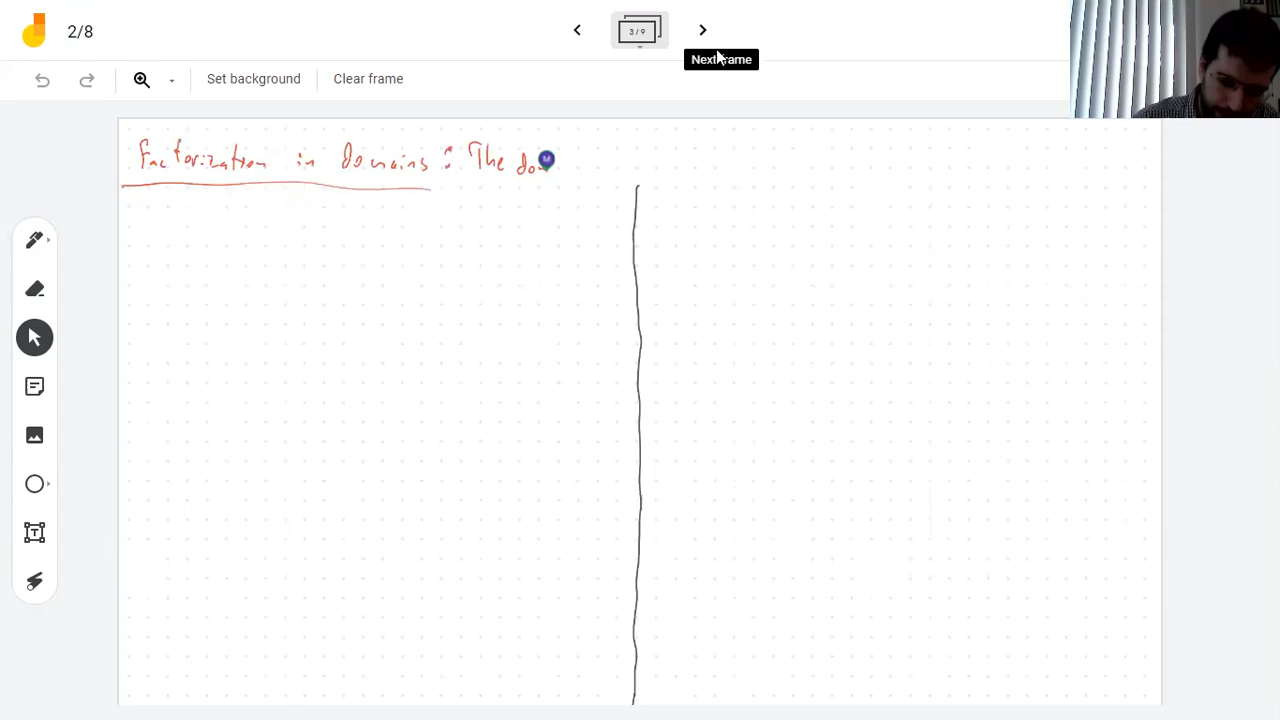 2/8
3 / 9
Next frame
Set background
Clear frame
Factorization in Domains : The do
M
T